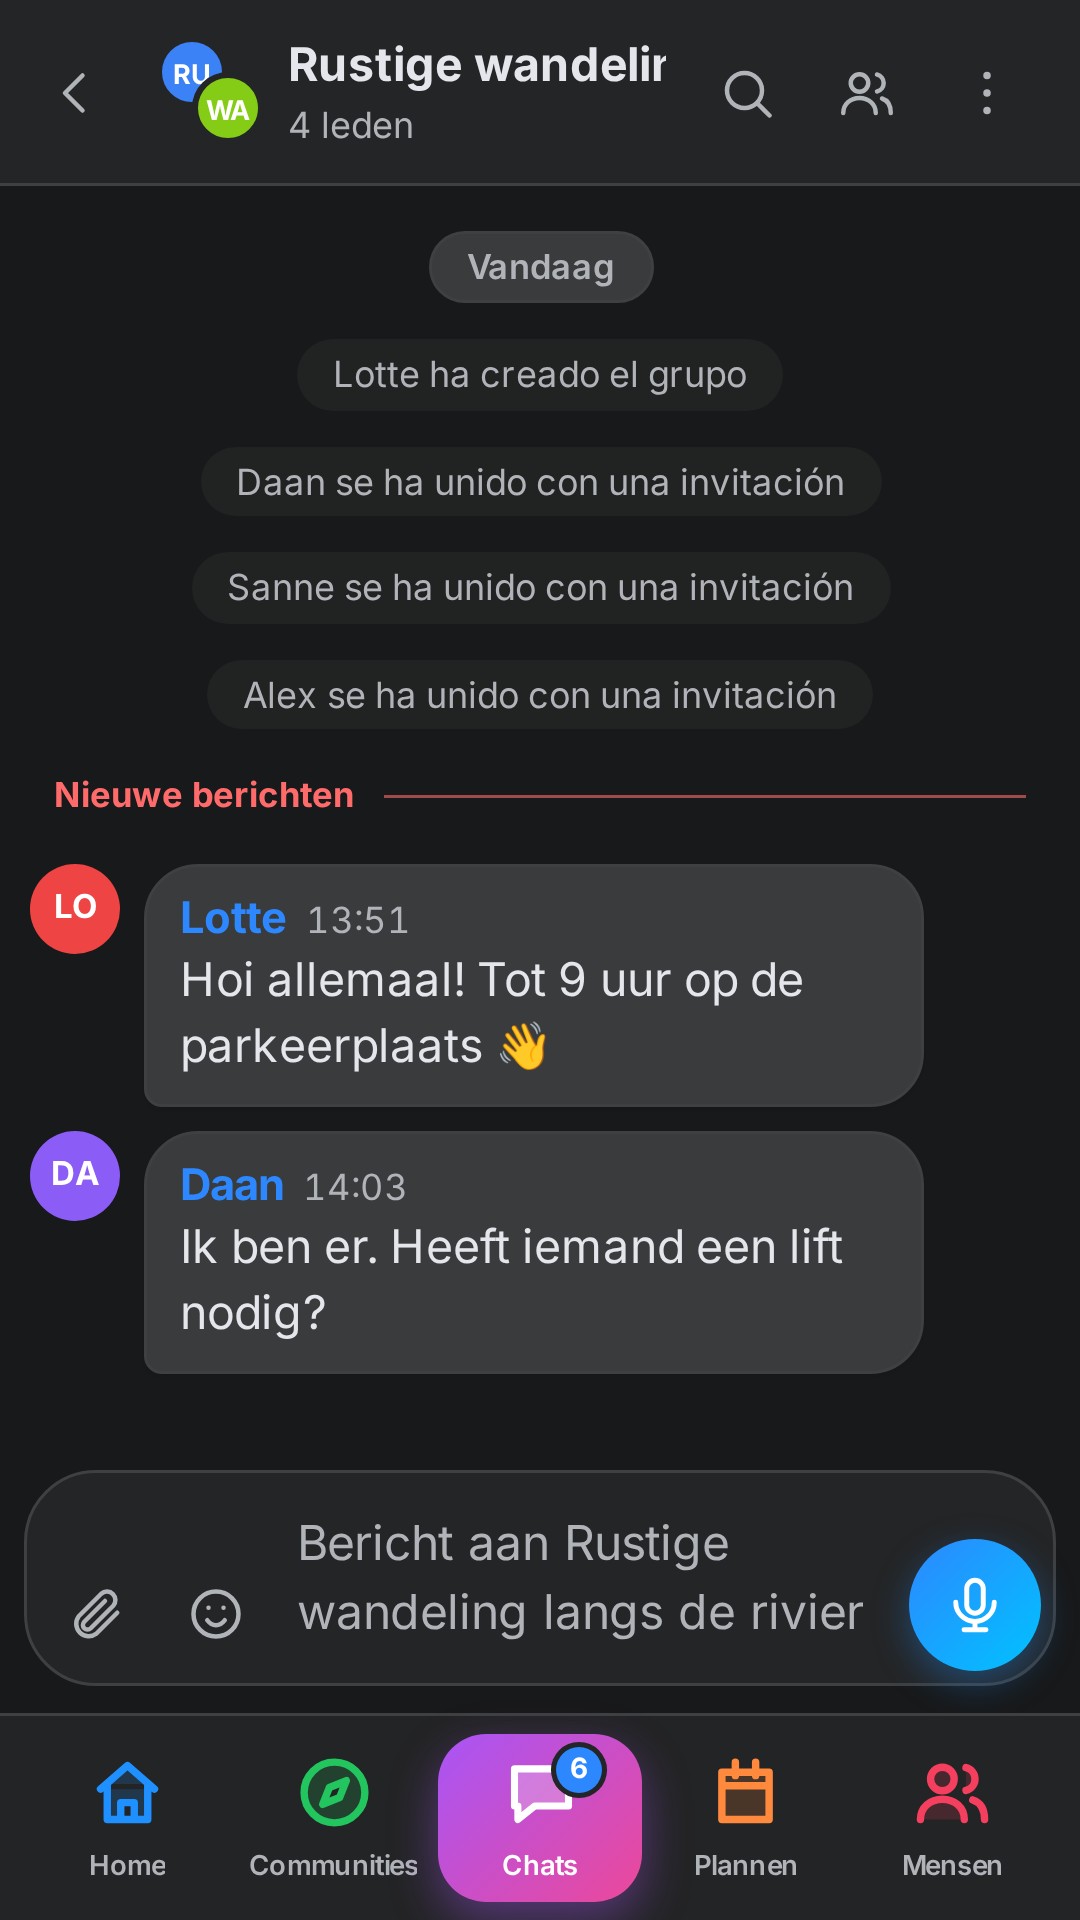 RU
WA
Rustige wandelin
4 leden
Vandaag
Lotte ha creado el grupo
Daan se ha unido con una invitación
Sanne se ha unido con una invitación
Alex se ha unido con una invitación
Nieuwe berichten
LO
Lotte 13:51
Hoi allemaal! Tot 9 uur op de
parkeerplaats 👋
DA
Daan 14:03
Ik ben er. Heeft iemand een lift
nodig?
Bericht aan Rustige
wandeling langs de rivier
6
Home
Communities
Chats
Plannen
Mensen